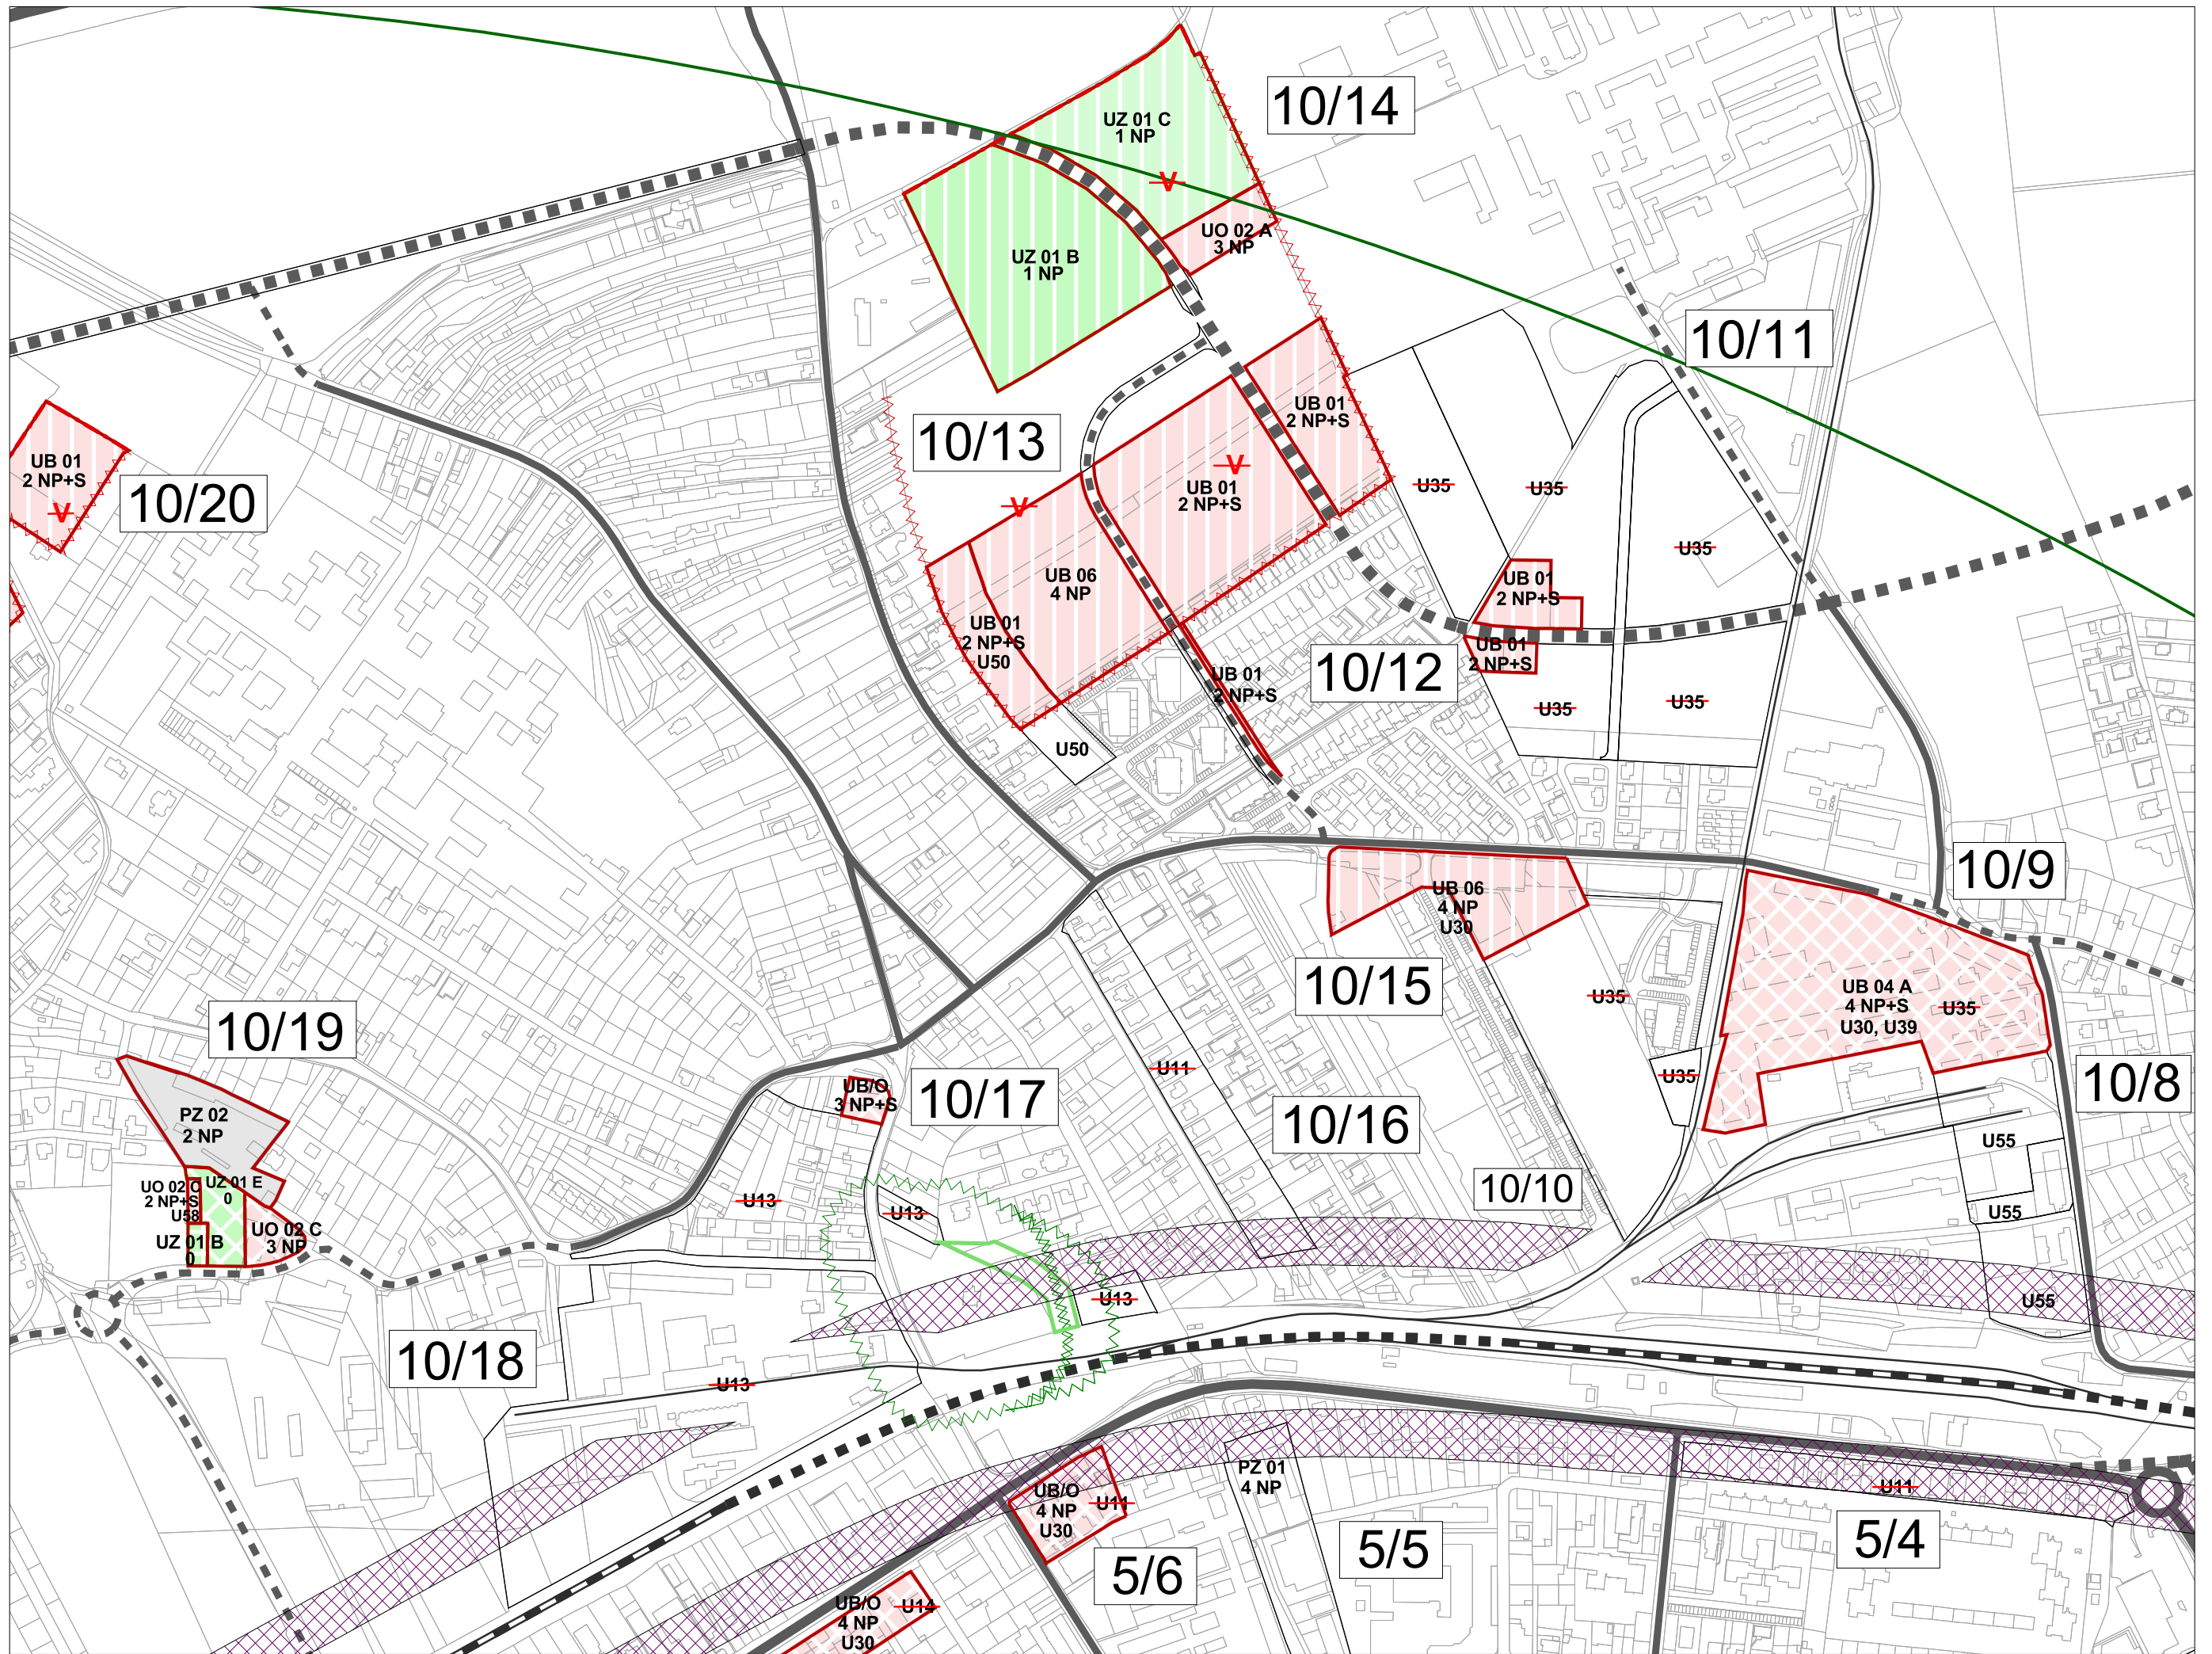 10/14
UZ 01 C
1 NP
V
UO 02 A
3 NP
UZ 01 B
1 NP
10/11
10/13
UB 01
2 NP+S
UB 01
2 NP+S
V
10/20
V
UB 01
2 NP+S
V
U35
U35
U35
UB 06
4 NP
UB 01
2 NP+S
UB 01
2 NP+S
U50
UB 01
2 NP+S
10/12
UB 01
2 NP+S
U35
U35
U50
10/9
UB 06
4 NP
U30
10/15
U35
UB 04 A
4 NP+S
U30, U39
U35
10/19
U11
U35
10/8
UB/O
3 NP+S
10/17
PZ 02
2 NP
10/16
U55
UO 02 C
2 NP+S
U58
UZ 01 E
0
U13
U13
10/10
U55
UO 02 C
3 NP
UZ 01 B
0
U13
U55
10/18
U13
PZ 01
4 NP
U11
UB/O
4 NP
U30
U11
5/6
5/5
5/4
UB/O
4 NP
U30
U14